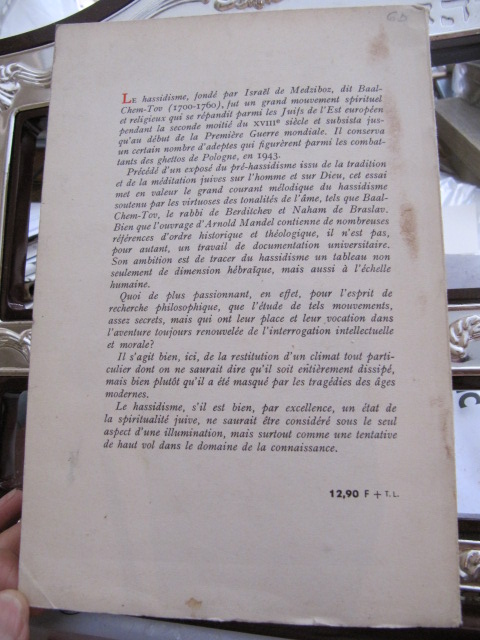 GD
Le hassidisme, fondé par Israël de Medziboz, dit Baal-
Chem-Tov (1700-1760), fut un grand mouvement spirituel
et religieux qui se répandit parmi les Juifs de l'Est européen
pendant la seconde moitié du XVIIIe siècle et subsista jus-
qu'au début de la Première Guerre mondiale. Il conserva
un certain nombre d'adeptes qui figurèrent parmi les combat-
tants des ghettos de Pologne, en 1943.
Précédé d'un exposé du pré-hassidisme issu de la tradition
et de la méditation juives sur l'homme et sur Dieu, cet essai
met en valeur le grand courant mélodique du hassidisme
soutenu par les virtuoses des tonalités de l'âme, tels que Baal-
Chem-Tov, le rabbi de Berditchev et Naham de Braslav.
Bien que l'ouvrage d'Arnold Mandel contienne de nombreuses
références d'ordre historique et théologique, il n'est pas,
pour autant, un travail de documentation universitaire.
Son ambition est de tracer du hassidisme un tableau non
seulement de dimension hébraïque, mais aussi à l'échelle
humaine.
Quoi de plus passionnant, en effet, pour l'esprit de
recherche philosophique, que l'étude de tels mouvements,
assez secrets, mais qui ont leur place et leur vocation dans
l'aventure toujours renouvelée de l'interrogation intellectuelle
et morale?
Il s'agit bien, ici, de la restitution d'un climat tout parti-
culier dont on ne saurait dire qu'il soit entièrement dissipé,
mais bien plutôt qu'il a été masqué par les tragédies des âges
modernes.
Le hassidisme, s'il est bien, par excellence, un état de
la spiritualité juive, ne saurait être considéré sous le seul
aspect d'une illumination, mais surtout comme une tentative
de haut vol dans le domaine de la connaissance.
12,90 F + T.L.